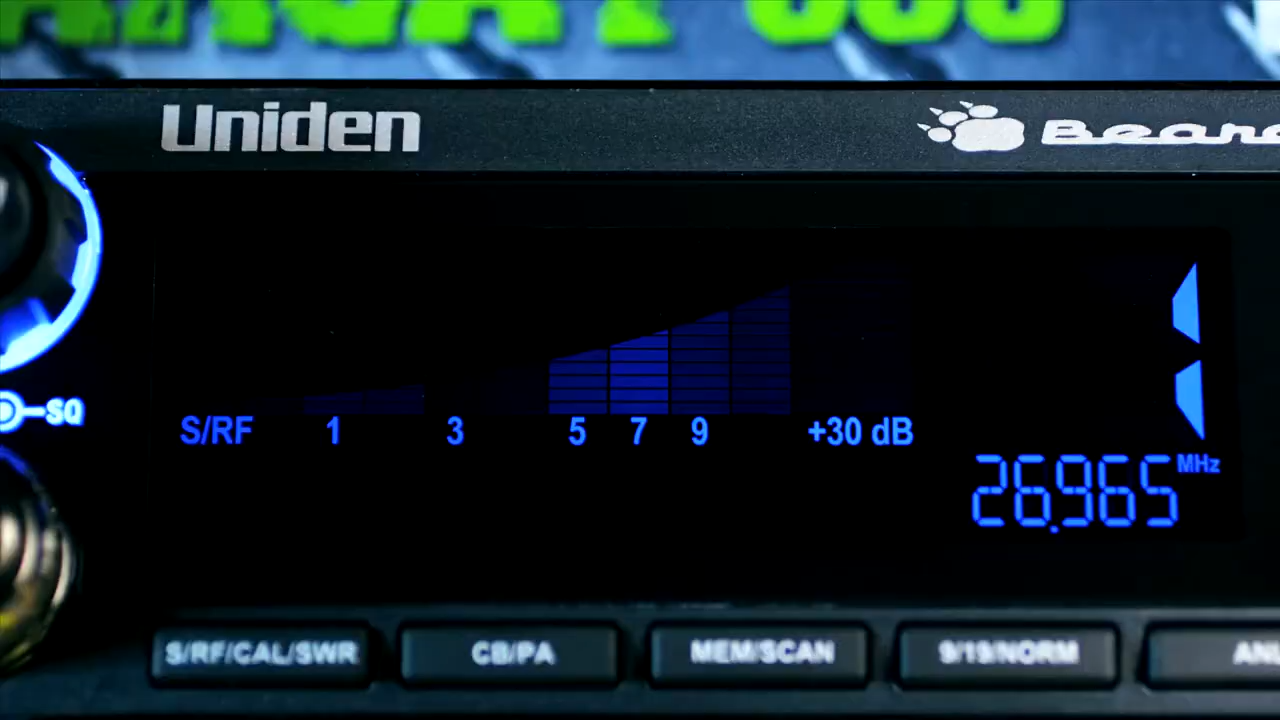 Uniden Bear
SQ
S/RF 1 3 5 7 9 +30 dB
26.965 MHz
S/RF/CAL/SWR CB/PA MEM/SCAN 9/19/NORM AN